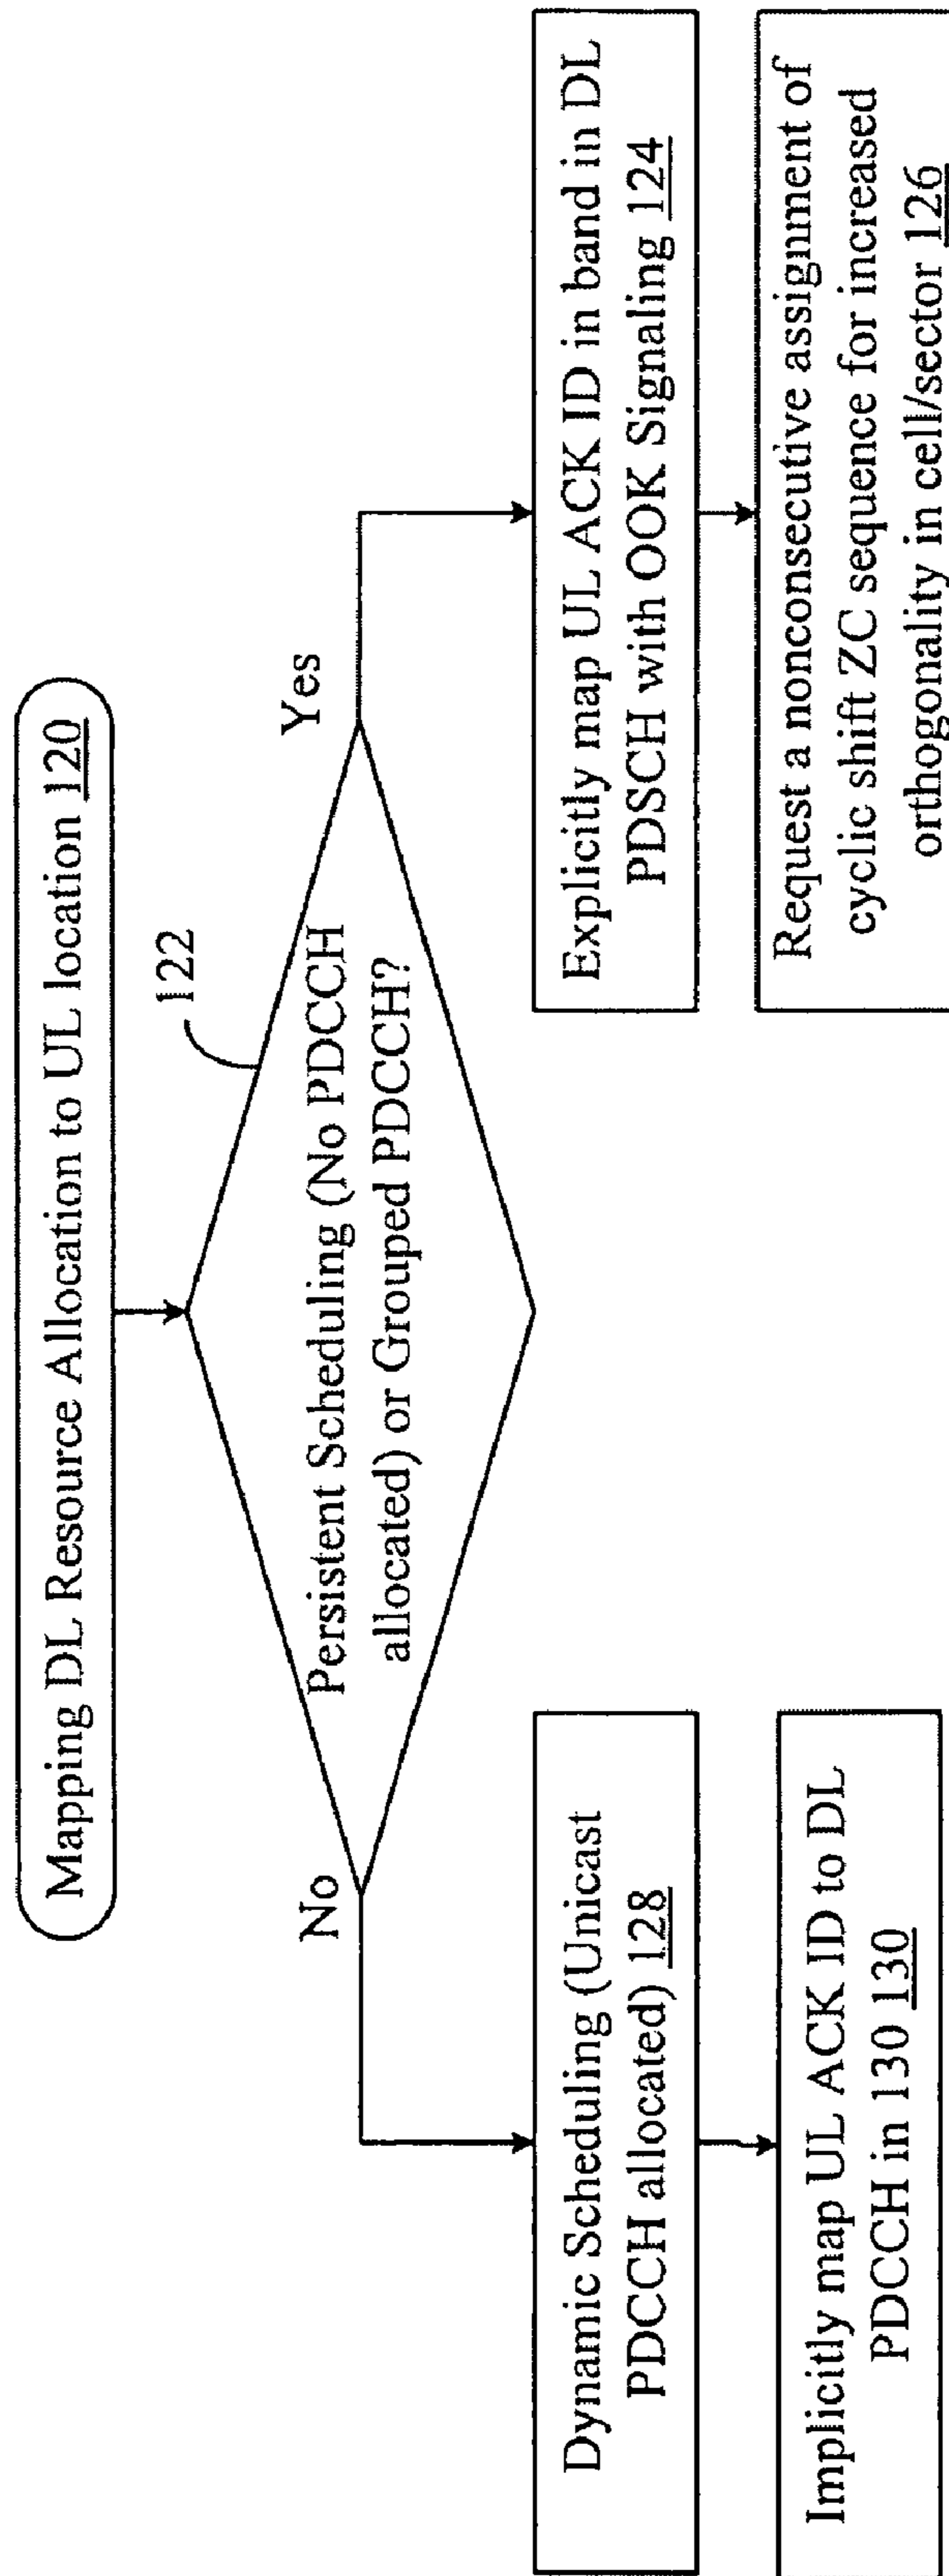 Mapping DL Resource Allocation to UL location 120
122
Persistent Scheduling (No PDCCH
allocated) or Grouped PDCCH?
No
Yes
Dynamic Scheduling (Unicast
PDCCH allocated) 128
Implicitly map UL ACK ID to DL
PDCCH in 130 130
Explicitly map UL ACK ID in band in DL
PDSCH with OOK Signaling 124
Request a nonconsecutive assignment of
cyclic shift ZC sequence for increased
orthogonality in cell/sector 126